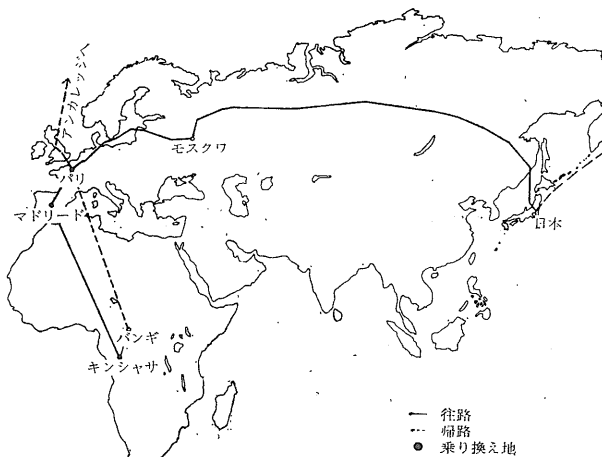 アンカレッジへ
パリ
モスクワ
マドリード
日本
バンギ
キンシャサ
往路
帰路
乗り換え地